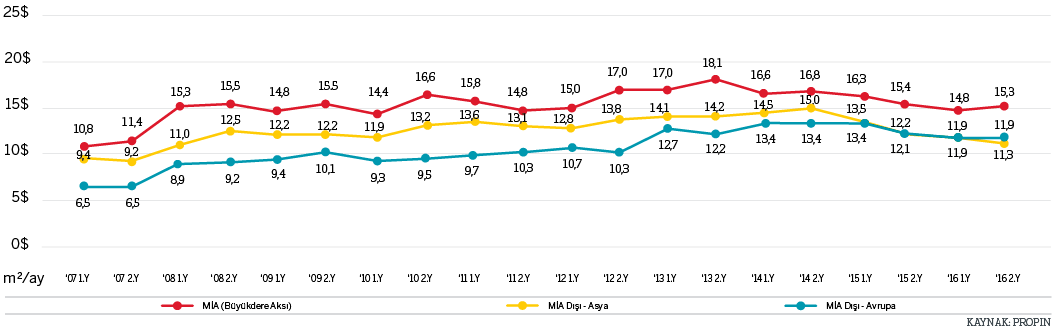 25$
20$
15$
10$
5$
0$
10,8 11,4 15,3 15,5 14,8 15,5 14,4 16,6 15,8 14,8 15,0 17,0 17,0 18,1 16,6 16,8 16,3 15,4 14,8 15,3
9,4 9,2 11,0 12,5 12,2 12,2 11,9 13,2 13,6 13,1 12,8 13,8 14,1 14,2 14,5 15,0 13,5 12,2 11,9 11,9
6,5 6,5 8,9 9,2 9,4 10,1 9,3 9,5 9,7 10,3 10,7 10,3 12,7 12,2 13,4 13,4 13,4 12,1 11,9 11,3
m²/ay '07 1.Y '07 2.Y '08 1.Y '08 2.Y '09 1.Y '09 2.Y '10 1.Y '10 2.Y '11 1.Y '11 2.Y '12 1.Y '12 2.Y '13 1.Y '13 2.Y '14 1.Y '14 2.Y '15 1.Y '15 2.Y '16 1.Y '16 2.Y
MİA (Büyükdere Aksı) MİA Dışı - Asya MİA Dışı - Avrupa
KAYNAK: PROPIN